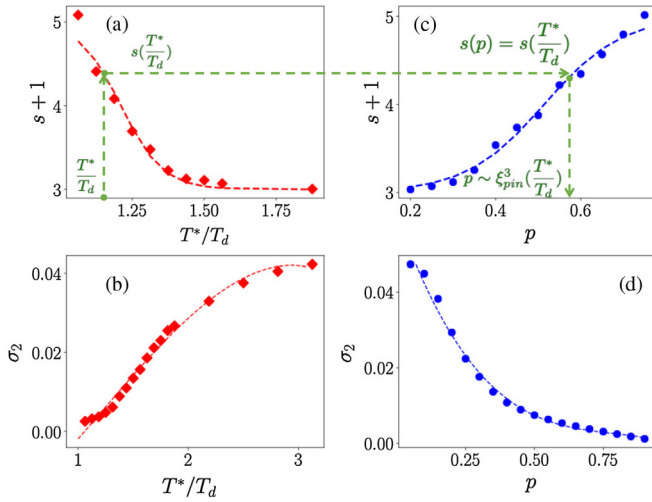 (a)
5
4
3
s + 1
s(T*/T_d)
T*/T_d
1.25 1.50 1.75
T*/T_d
(c)
5
4
3
s + 1
s(p) = s(T*/T_d)
p ∼ ξ³_pin(T*/T_d)
0.2 0.4 0.6
p
(b)
0.04
0.02
0.00
σ₂
1 2 3
T*/T_d
(d)
0.04
0.02
0.00
σ₂
0.25 0.50 0.75
p